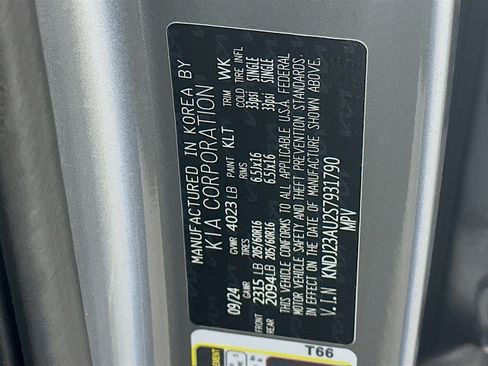 MANUFACTURED IN KOREA BY
KIA CORPORATION
09/24 GVWR 4023 LB PAINT KLT TRIM WK
GAWR TIRES RIMS COLD TIRE INFL
FRONT 2315 LB 205/60R16 6.5Jx16 33psi SINGLE
REAR 2094LB 205/60R16 6.5Jx16 33psi SINGLE
THIS VEHICLE CONFORMS TO ALL APPLICABLE U.S.A. FEDERAL
MOTOR VEHICLE SAFETY AND THEFT PREVENTION STANDARDS
IN EFFECT ON THE DATE OF MANUFACTURE SHOWN ABOVE.
V.I.N KNDJ23AU2S7931790
MPV
T66